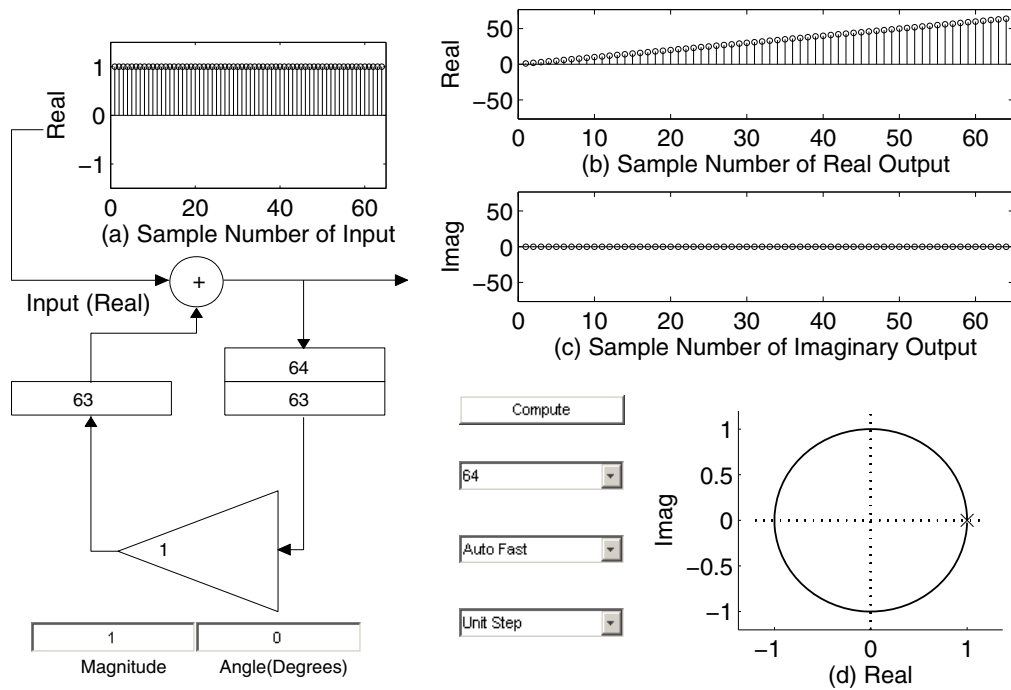 Real
1
0
−1
0 20 40 60
(a) Sample Number of Input
Real
50
0
−50
0 10 20 30 40 50 60
(b) Sample Number of Real Output
Imag
50
0
−50
0 10 20 30 40 50 60
(c) Sample Number of Imaginary Output
+
Input (Real)
64
63
63
1
1 0
Magnitude Angle(Degrees)
Compute
64
Auto Fast
Unit Step
Imag
1
0.5
0
−0.5
−1
−1 0 1
(d) Real